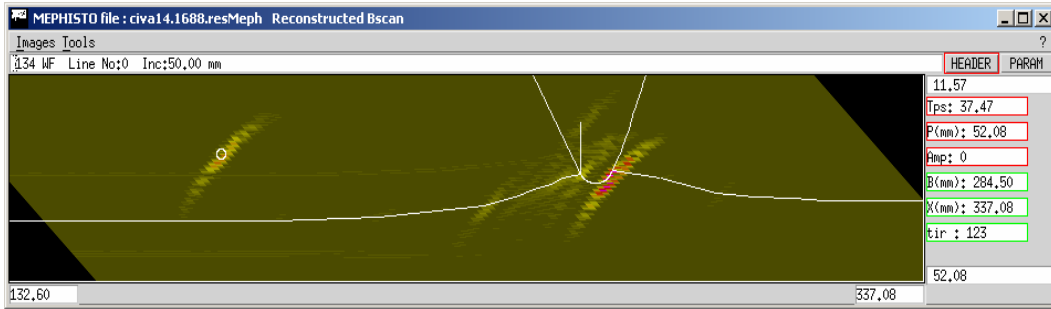 MEPHISTO file : civa14.1688.resMeph   Reconstructed Bscan
Images Tools ?
134 WF Line No:0 Inc:50,00 mm HEADER PARAM
11,57
Tps: 37,47
P(mm): 52,08
Amp: 0
B(mm): 284,50
X(mm): 337,08
tir : 123
52,08
132,60 337,08